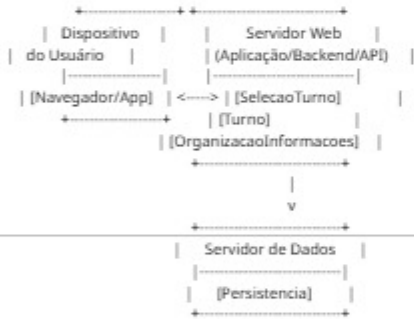 +------------------+ +---------------------------+
| Dispositivo | | Servidor Web |
| do Usuário | | (Aplicação/Backend/API) |
|------------------| |--------------------------|
| [Navegador/App] | <-----> | [SelecaoTurno] |
+------------------+ | [Turno] |
| [OrganizacaoInformacoes] |
+---------------------------+
|
v
+---------------------------+
| Servidor de Dados |
|--------------------------|
| [Persistencia] |
+---------------------------+